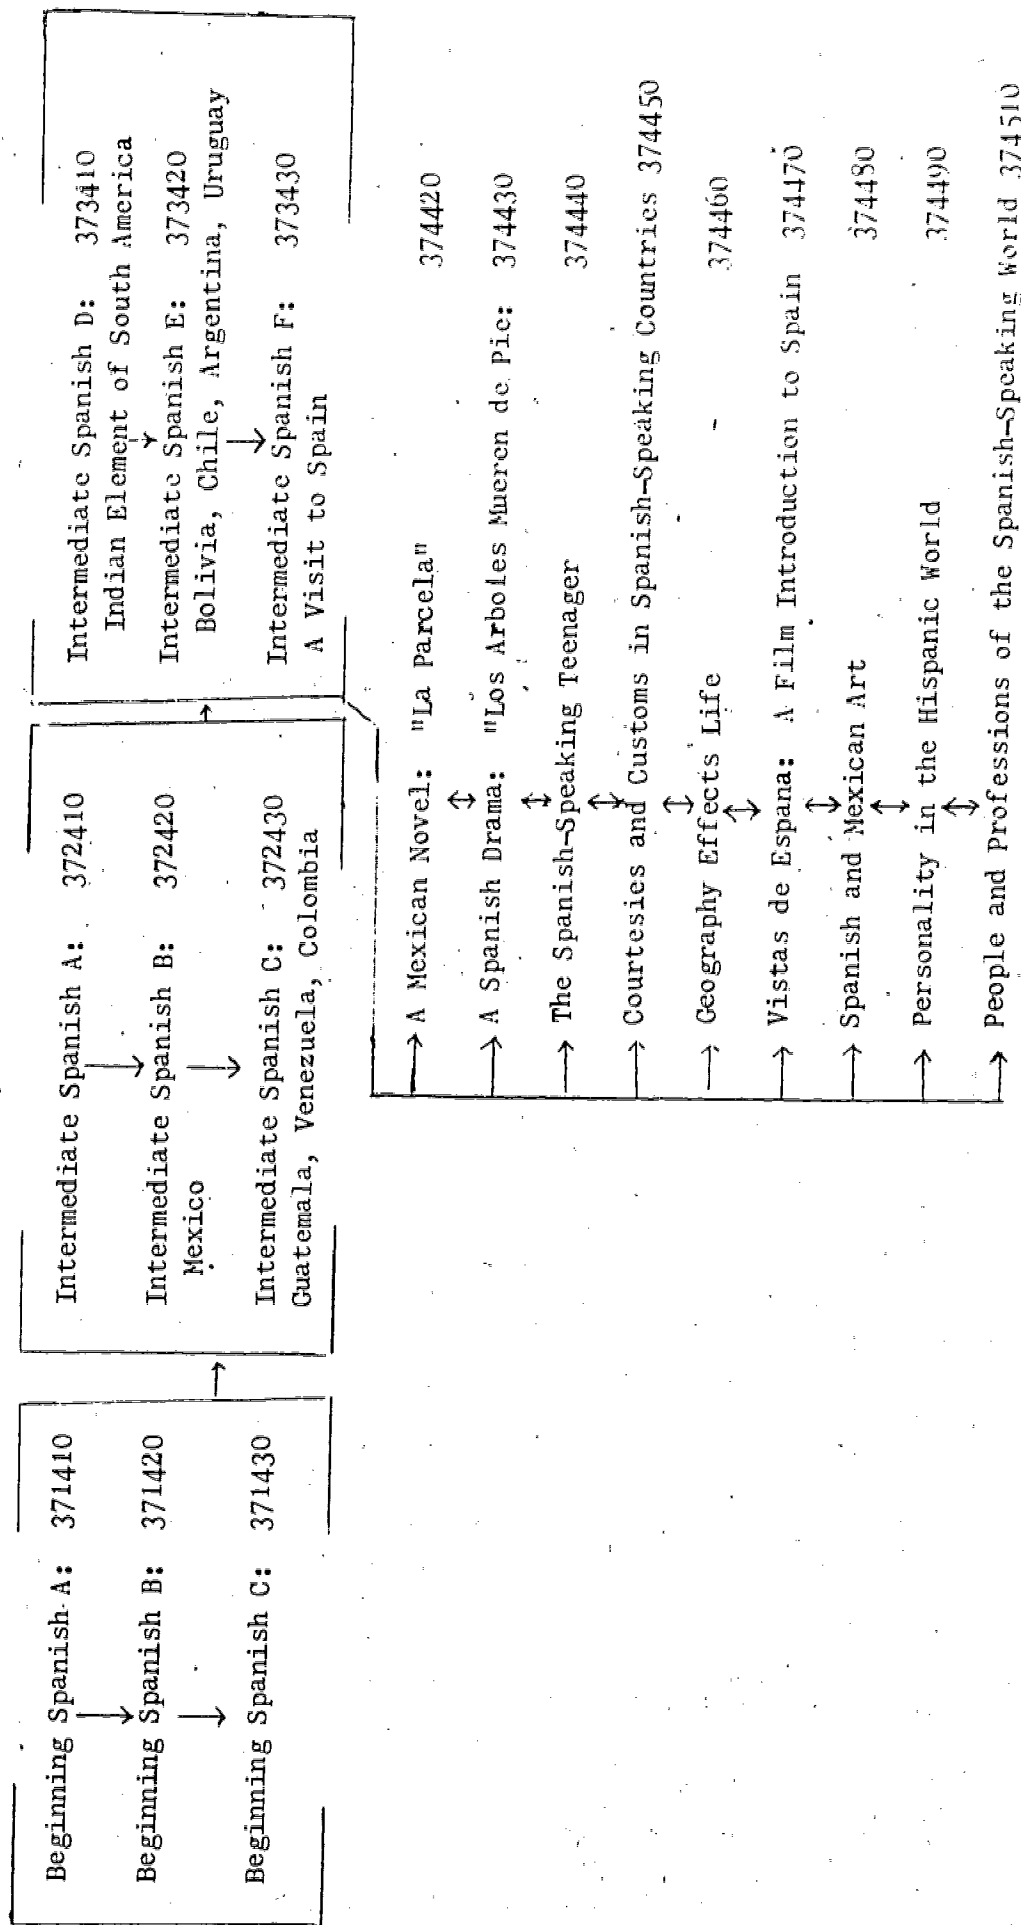 Beginning Spanish A: 371410
Beginning Spanish B: 371420
Beginning Spanish C: 371430
Intermediate Spanish A: 372410
Intermediate Spanish B: 372420
Mexico
Intermediate Spanish C: 372430
Guatemala, Venezuela, Colombia
Intermediate Spanish D: 373410
Indian Element of South America
Intermediate Spanish E: 373420
Bolivia, Chile, Argentina, Uruguay
Intermediate Spanish F: 373430
A Visit to Spain
A Mexican Novel: "La Parcela" 374420
A Spanish Drama: "Los Arboles Mueren de Pie: 374430
The Spanish-Speaking Teenager 374440
Courtesies and Customs in Spanish-Speaking Countries 374450
Geography Effects Life 374460
Vistas de Espana: A Film Introduction to Spain 374470
Spanish and Mexican Art 374480
Personality in the Hispanic World 374490
People and Professions of the Spanish-Speaking World 374510